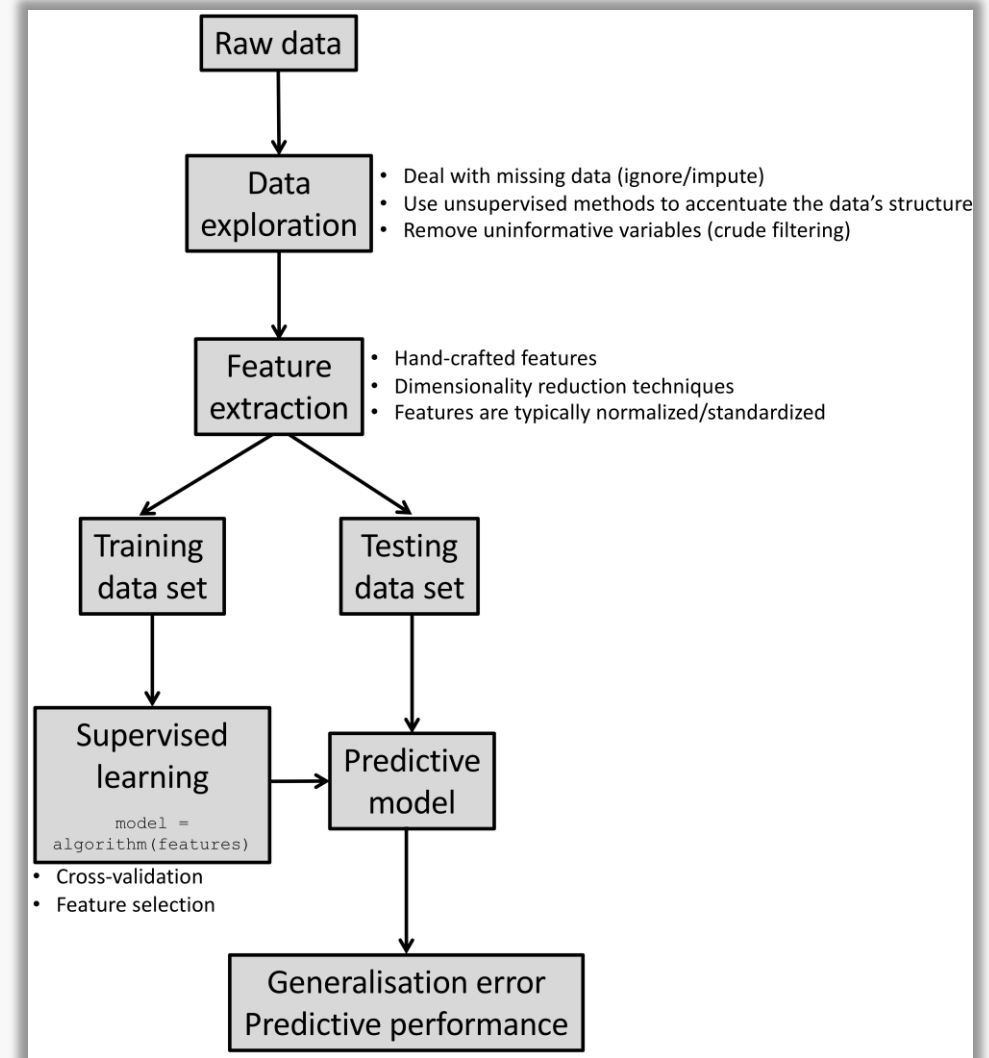 Raw data
Data
exploration
• Deal with missing data (ignore/impute)
• Use unsupervised methods to accentuate the data's structure
• Remove uninformative variables (crude filtering)
Feature
extraction
• Hand-crafted features
• Dimensionality reduction techniques
• Features are typically normalized/standardized
Training
data set
Testing
data set
Supervised
learning
model =
algorithm(features)
• Cross-validation
• Feature selection
Predictive
model
Generalisation error
Predictive performance